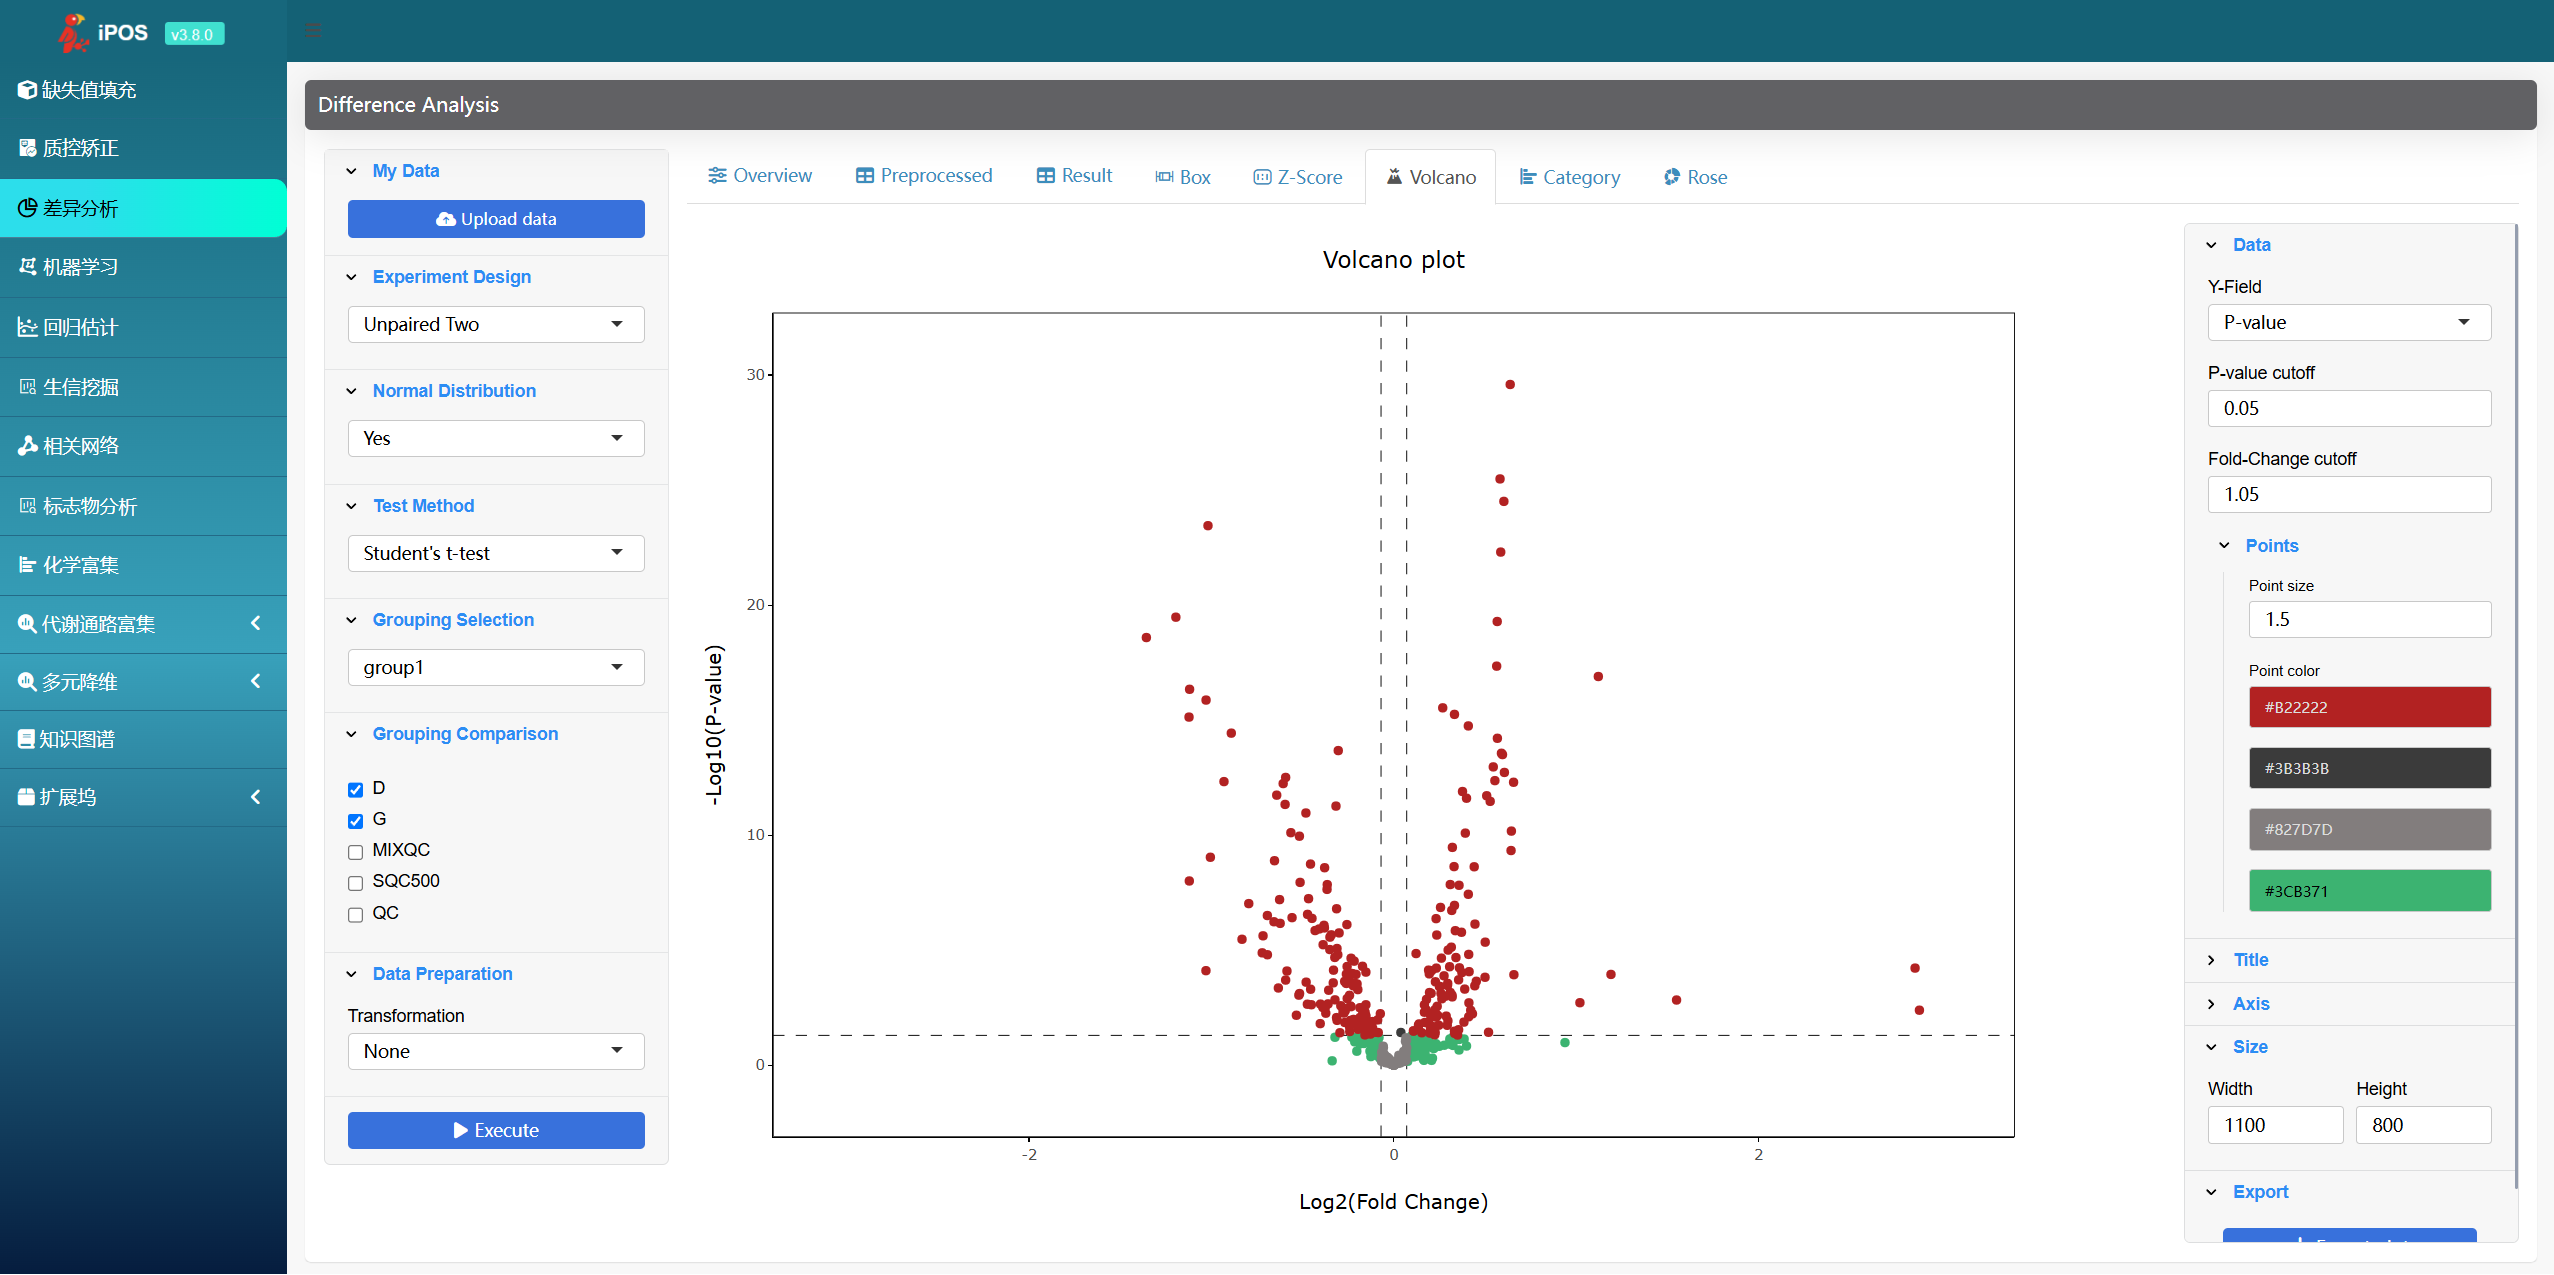 iPOS v3.8.0
缺失值填充
质控矫正
差异分析
机器学习
回归估计
生信挖掘
相关网络
标志物分析
化学富集
代谢通路富集
多元降维
知识图谱
扩展坞
Difference Analysis
My Data
Upload data
Experiment Design
Unpaired Two
Normal Distribution
Yes
Test Method
Student's t-test
Grouping Selection
group1
Grouping Comparison
D
G
MIXQC
SQC500
QC
Data Preparation
Transformation
None
Execute
Overview Preprocessed Result Box Z-Score Volcano Category Rose
Volcano plot
-Log10(P-value)
30
20
10
0
-2 0 2
Log2(Fold Change)
Data
Y-Field
P-value
P-value cutoff
0.05
Fold-Change cutoff
1.05
Points
Point size
1.5
Point color
#B22222
#3B3B3B
#827D7D
#3CB371
Title
Axis
Size
Width Height
1100 800
Export